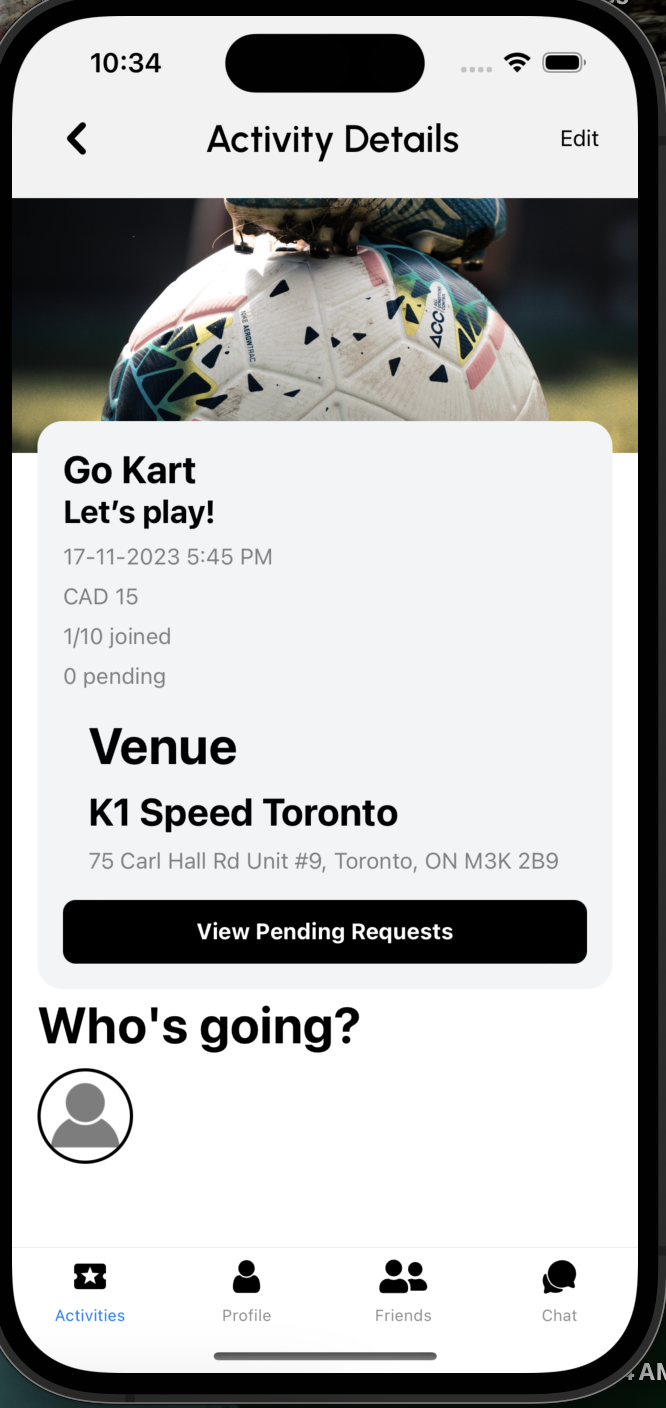 10:34
Activity Details
Edit
ACC
Go Kart
Let’s play!
17-11-2023 5:45 PM
CAD 15
1/10 joined
0 pending
Venue
K1 Speed Toronto
75 Carl Hall Rd Unit #9, Toronto, ON M3K 2B9
View Pending Requests
Who's going?
Activities
Profile
Friends
Chat